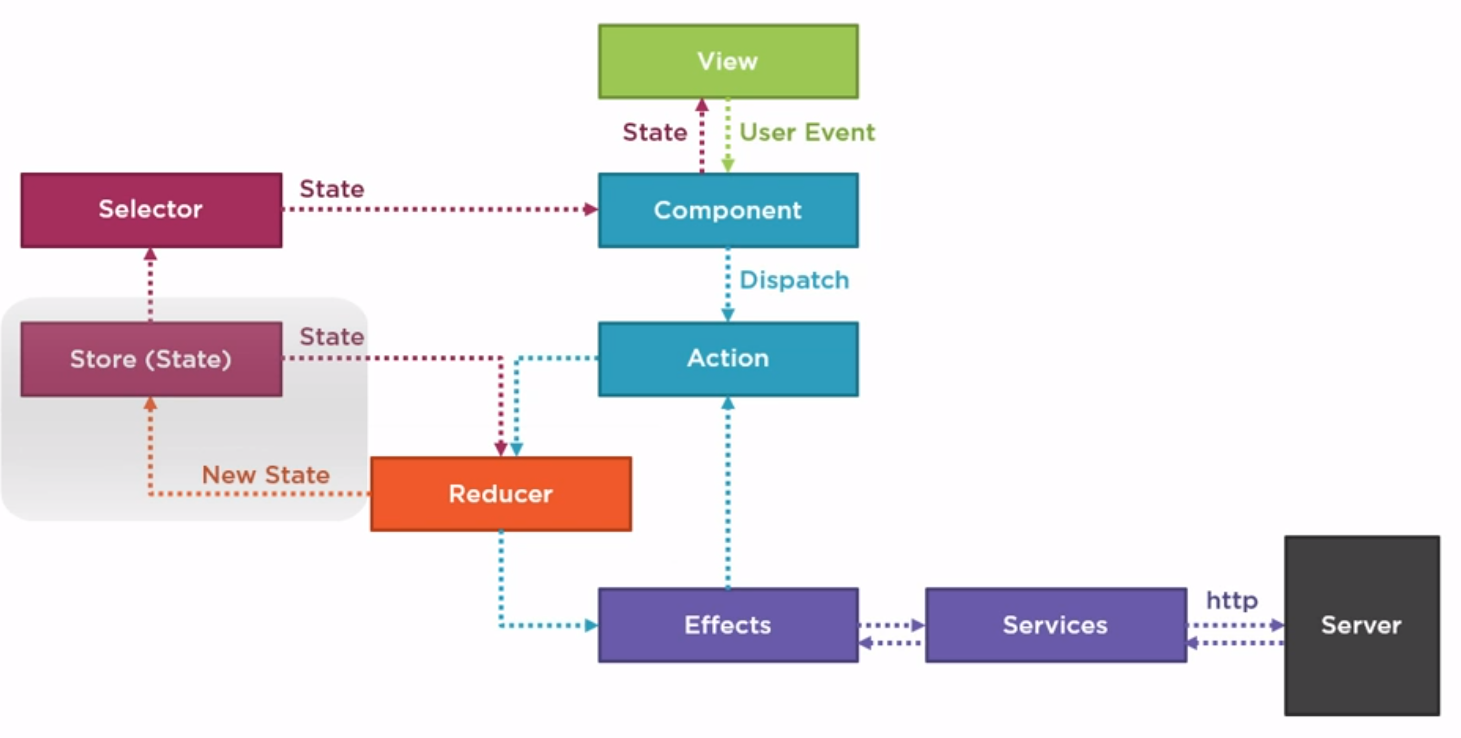 View
State
User Event
Selector
State
Component
Dispatch
Store (State)
State
Action
New State
Reducer
Effects
Services
http
Server